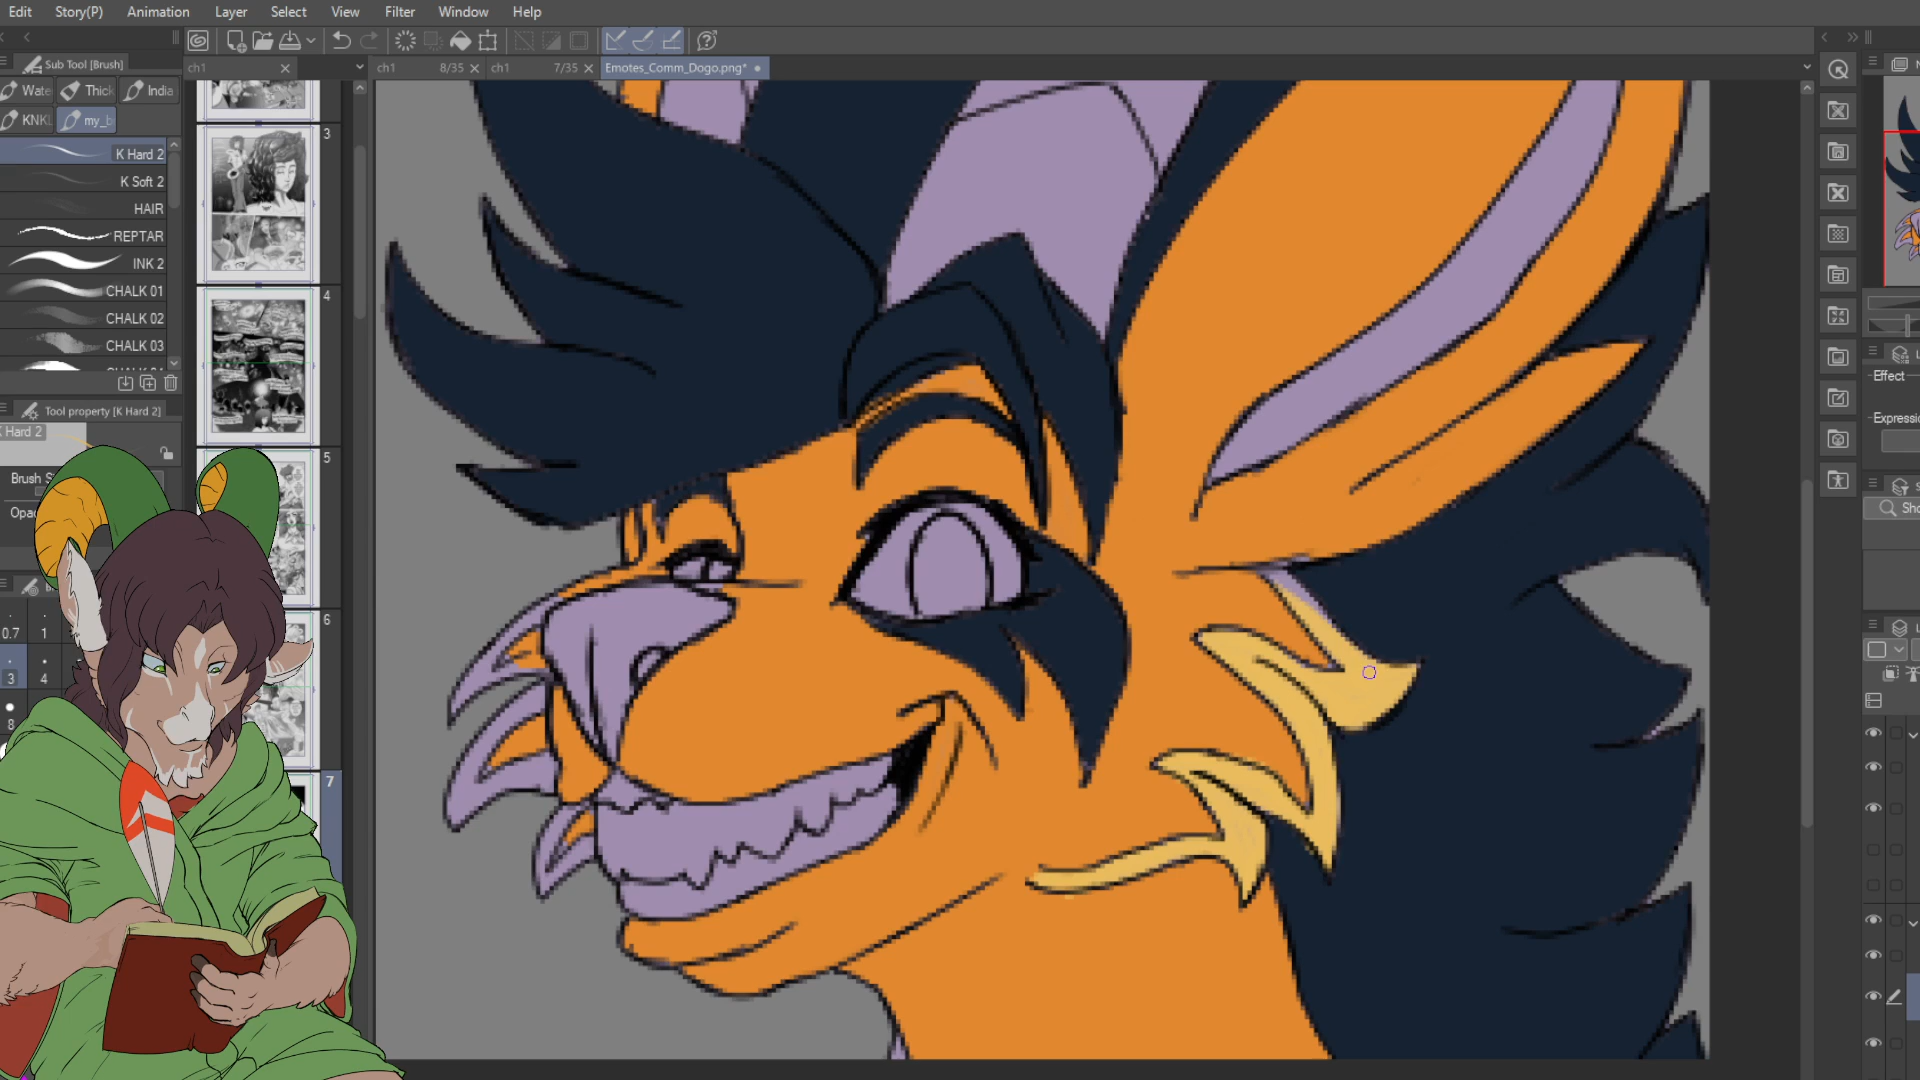 Edit Story(P) Animation Layer Select View Filter Window Help
Sub Tool [Brush]
ch1 ch1 8/35 ch1 7/35 Emotes_Comm_Dogo.png*
Wate Thick India
KNKL my_b
K Hard 2
K Soft 2
HAIR
REPTAR
INK 2
CHALK 01
CHALK 02
CHALK 03
Tool property [K Hard 2]
K Hard 2
Brush S
Opac
0.7 1
3 4
8
3
4
5
6
7
Effect
Expressio
Sho